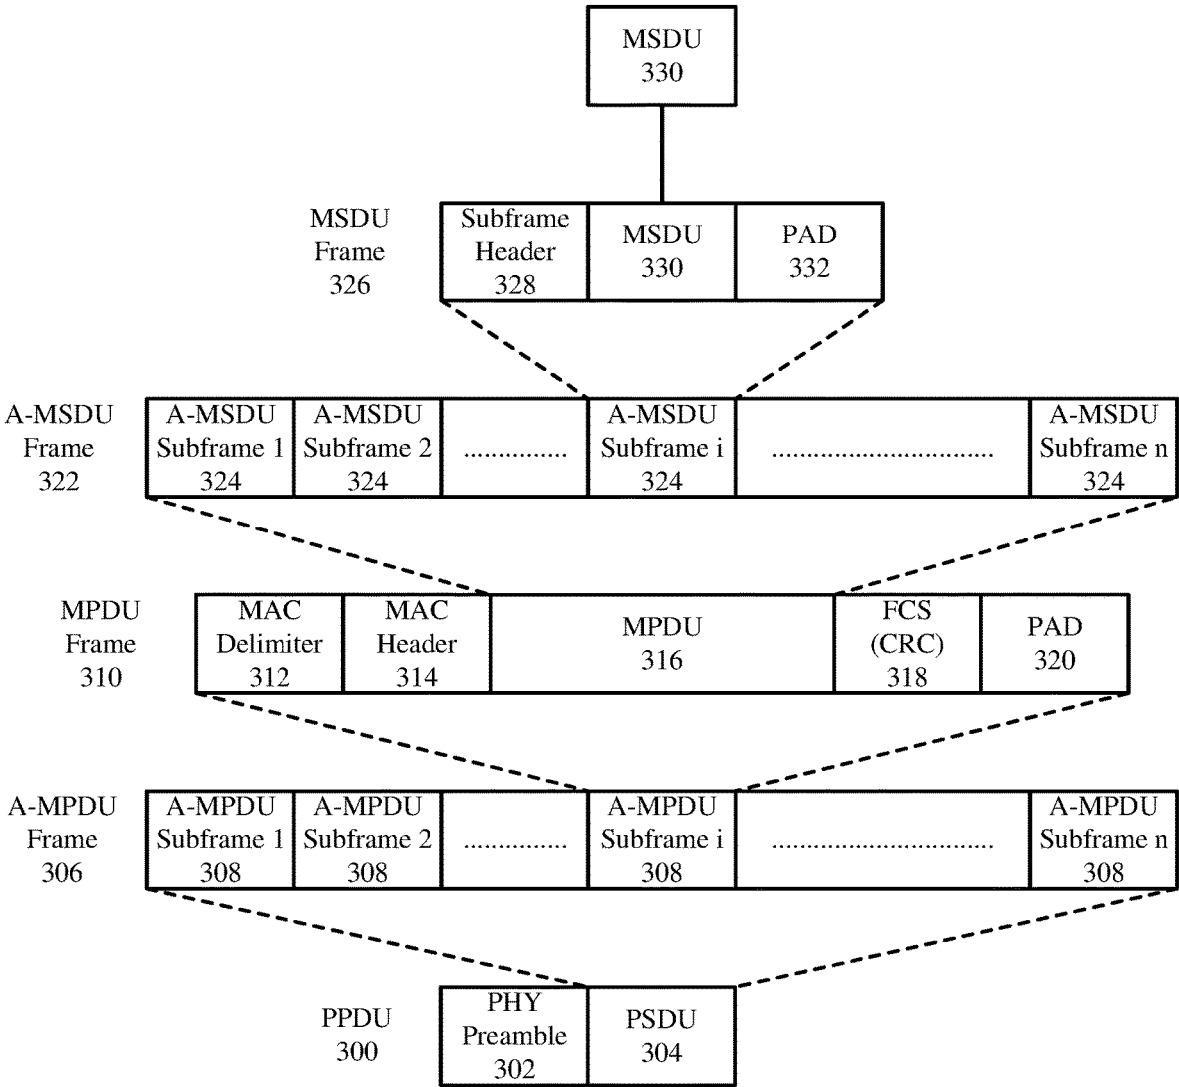 MSDU
330
MSDU
Frame
326
Subframe
Header
328
MSDU
330
PAD
332
A-MSDU
Frame
322
A-MSDU
Subframe 1
324
A-MSDU
Subframe 2
324
...............
A-MSDU
Subframe i
324
................................
A-MSDU
Subframe n
324
MPDU
Frame
310
MAC
Delimiter
312
MAC
Header
314
MPDU
316
FCS
(CRC)
318
PAD
320
A-MPDU
Frame
306
A-MPDU
Subframe 1
308
A-MPDU
Subframe 2
308
...............
A-MPDU
Subframe i
308
................................
A-MPDU
Subframe n
308
PPDU
300
PHY
Preamble
302
PSDU
304